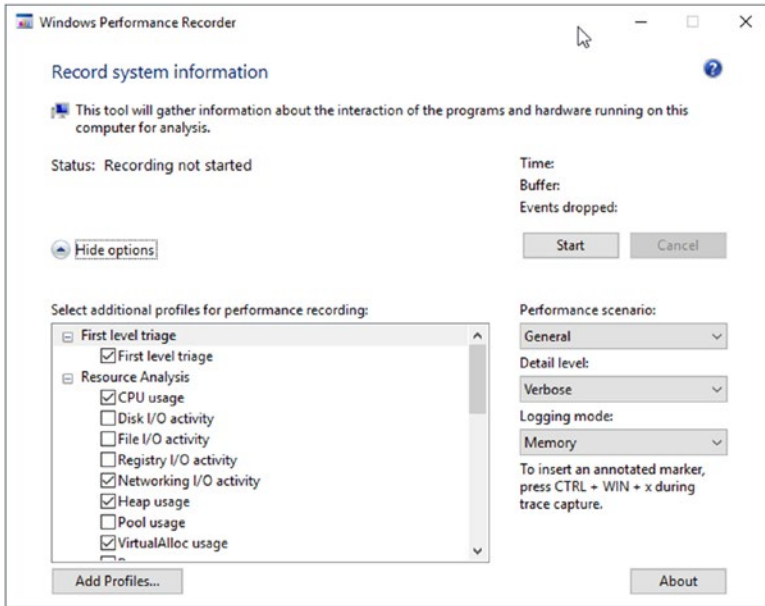 Windows Performance Recorder
Record system information
This tool will gather information about the interaction of the programs and hardware running on this
computer for analysis.
Status: Recording not started
Time:
Buffer:
Events dropped:
Hide options
Start
Cancel
Select additional profiles for performance recording:
First level triage
First level triage
Resource Analysis
CPU usage
Disk I/O activity
File I/O activity
Registry I/O activity
Networking I/O activity
Heap usage
Pool usage
VirtualAlloc usage
Performance scenario:
General
Detail level:
Verbose
Logging mode:
Memory
To insert an annotated marker,
press CTRL + WIN + x during
trace capture.
Add Profiles...
About